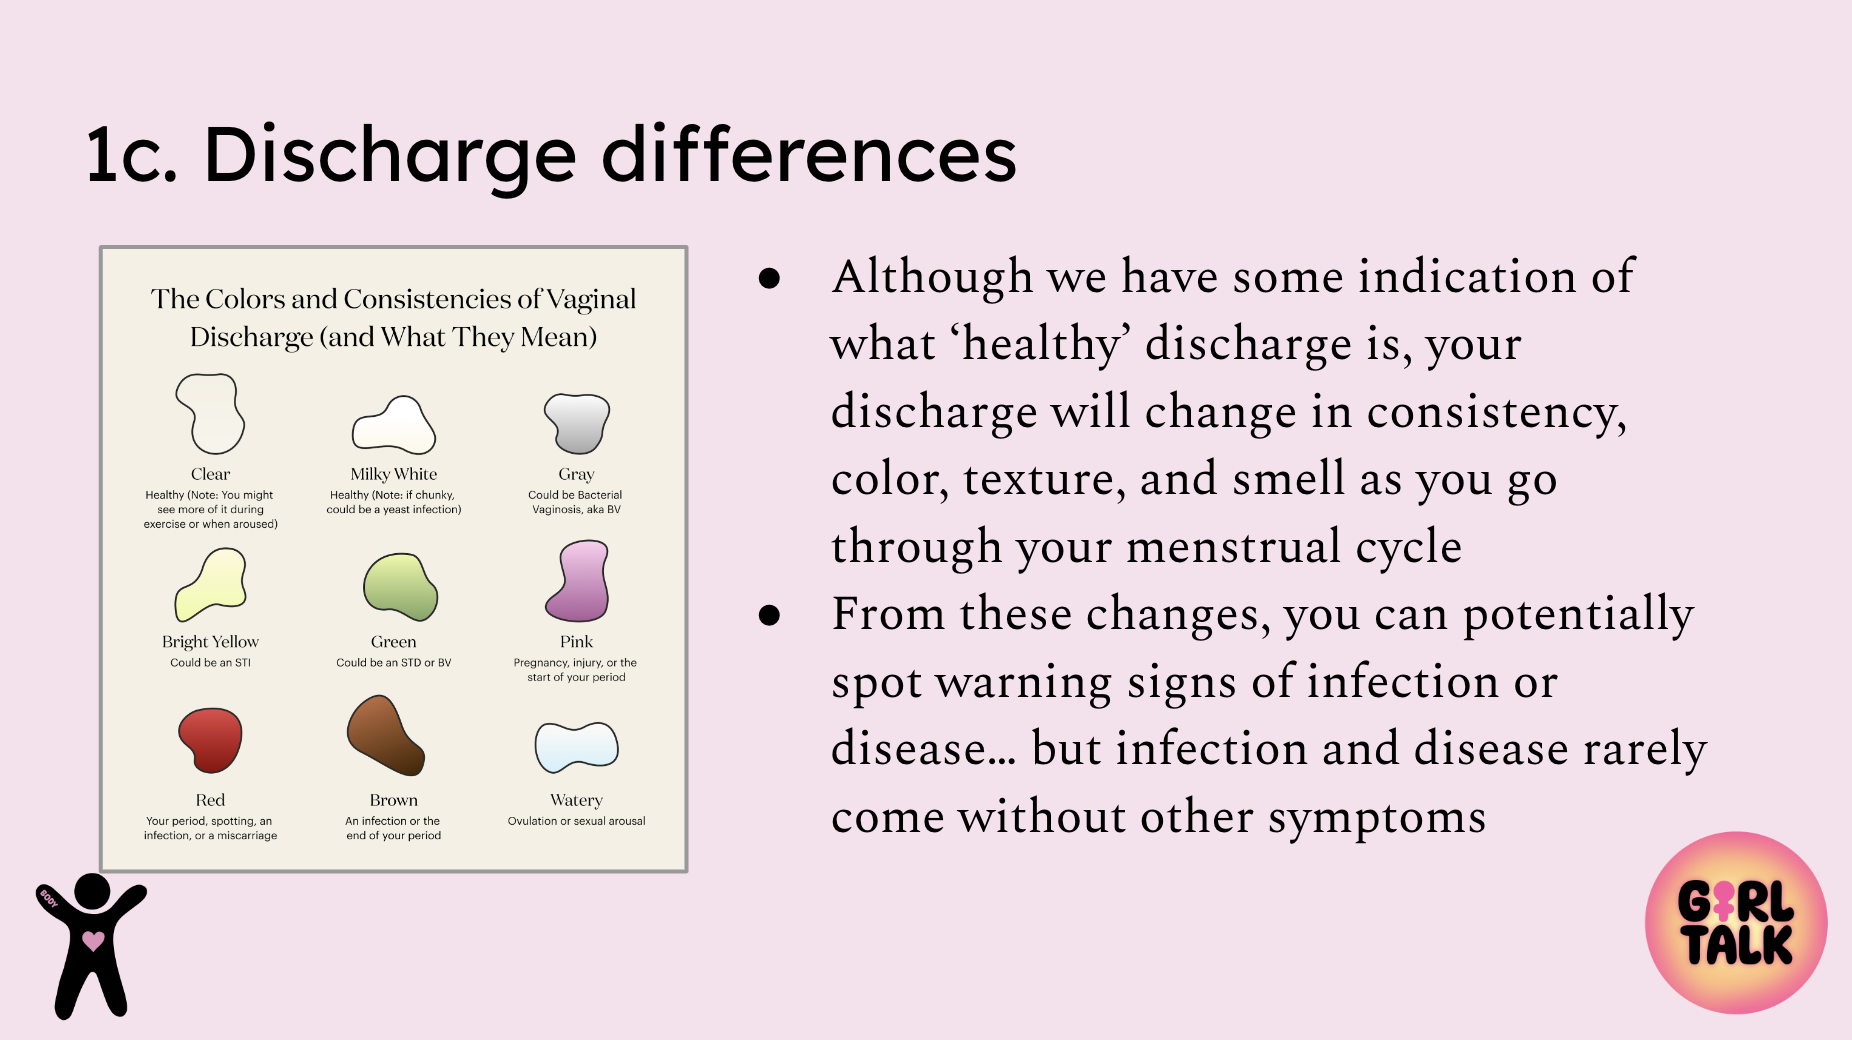 1c. Discharge differences
The Colors and Consistencies of Vaginal
Discharge (and What They Mean)
Clear
Healthy (Note: You might
see more of it during
exercise or when aroused)
Milky White
Healthy (Note: if chunky,
could be a yeast infection)
Gray
Could be Bacterial
Vaginosis, aka BV
Bright Yellow
Could be an STI
Green
Could be an STD or BV
Pink
Pregnancy, injury, or the
start of your period
Red
Your period, spotting, an
infection, or a miscarriage
Brown
An infection or the
end of your period
Watery
Ovulation or sexual arousal
● Although we have some indication of
what ‘healthy’ discharge is, your
discharge will change in consistency,
color, texture, and smell as you go
through your menstrual cycle
● From these changes, you can potentially
spot warning signs of infection or
disease... but infection and disease rarely
come without other symptoms
BODY
GIRL
TALK